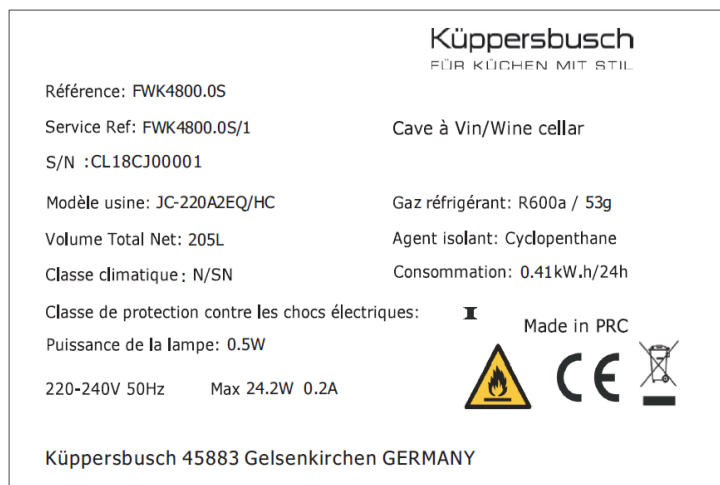 Küppersbusch
FÜR KÜCHEN MIT STIL
Référence: FWK4800.0S
Service Ref: FWK4800.0S/1
Cave à Vin/Wine cellar
S/N :CL18CJ00001
Modèle usine: JC-220A2EQ/HC
Gaz réfrigérant: R600a / 53g
Volume Total Net: 205L
Agent isolant: Cyclopenthane
Classe climatique: N/SN
Consommation: 0.41kW.h/24h
Classe de protection contre les chocs électriques: I
Made in PRC
Puissance de la lampe: 0.5W
220-240V 50Hz Max 24.2W 0.2A
CE
Küppersbusch 45883 Gelsenkirchen GERMANY